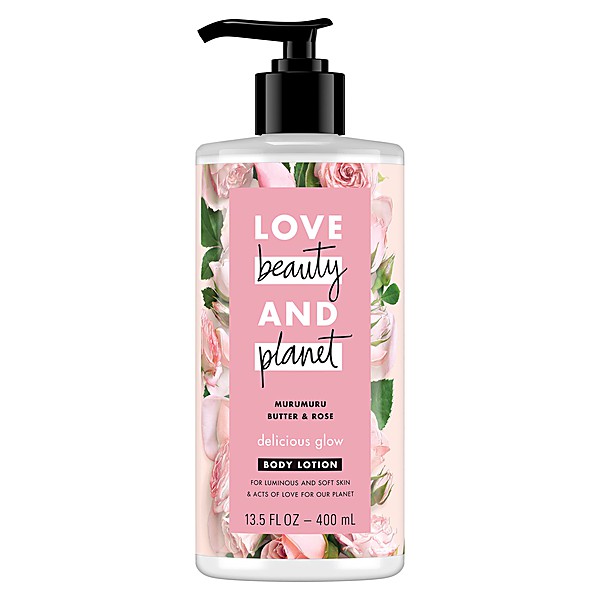 LOVE
beauty
AND
planet
MURUMURU
BUTTER & ROSE
delicious glow
BODY LOTION
FOR LUMINOUS AND SOFT SKIN
& ACTS OF LOVE FOR OUR PLANET
13.5 FL OZ – 400 mL